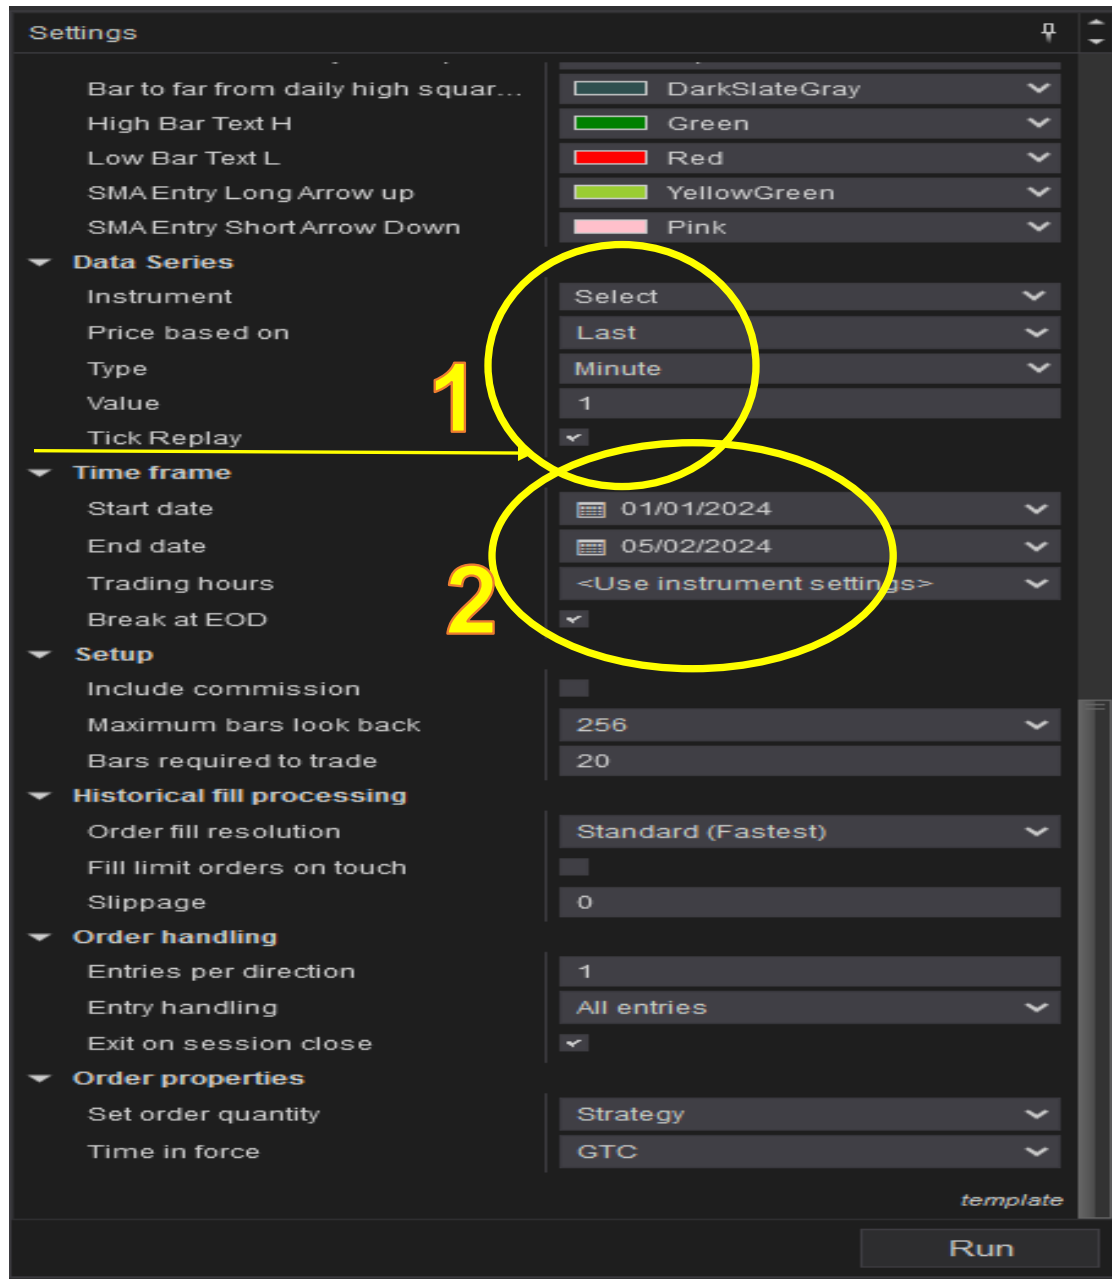 Settings
Bar to far from daily high squar... DarkSlateGray
High Bar Text H Green
Low Bar Text L Red
SMA Entry Long Arrow up YellowGreen
SMA Entry Short Arrow Down Pink
Data Series
Instrument Select
Price based on Last
Type Minute
1
Value 1
Tick Replay
Time frame
Start date 01/01/2024
End date 05/02/2024
Trading hours <Use instrument settings>
2
Break at EOD
Setup
Include commission
Maximum bars look back 256
Bars required to trade 20
Historical fill processing
Order fill resolution Standard (Fastest)
Fill limit orders on touch
Slippage 0
Order handling
Entries per direction 1
Entry handling All entries
Exit on session close
Order properties
Set order quantity Strategy
Time in force GTC
template
Run